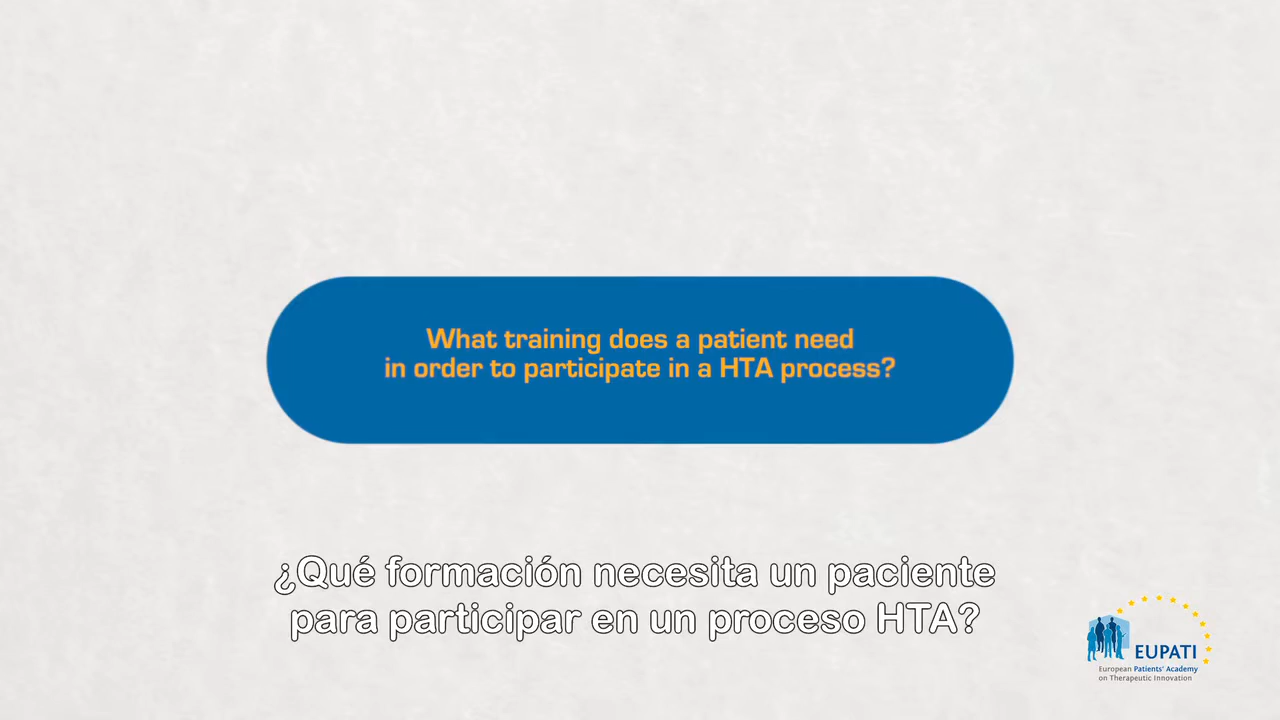 What training does a patient need
in order to participate in a HTA process?
¿Qué formación necesita un paciente
para participar en un proceso HTA?
EUPATI
European Patients' Academy
on Therapeutic Innovation